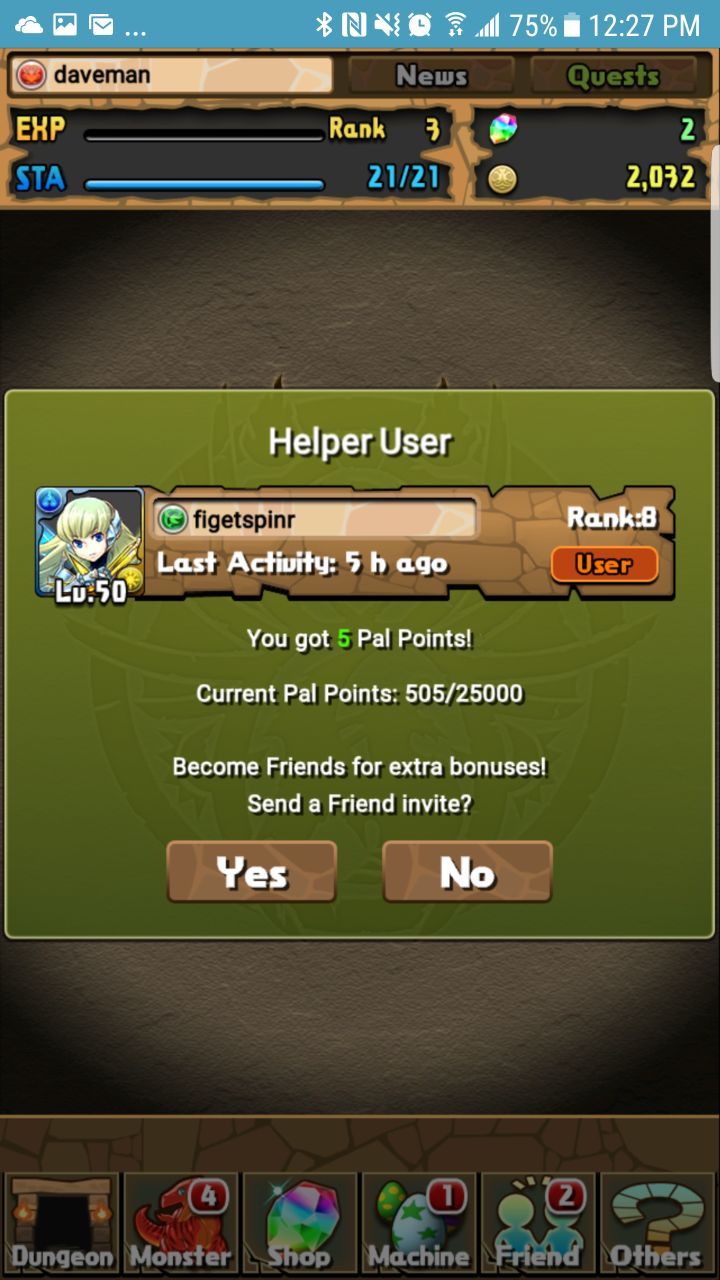 ... 75% 12:27 PM
daveman News Quests
EXP Rank 3 2
STA 21/21 2,032
Helper User
figetspinr Rank:8
Last Activity: 5 h ago User
Lv.50
You got 5 Pal Points!
Current Pal Points: 505/25000
Become Friends for extra bonuses!
Send a Friend invite?
Yes No
4 1 2
Dungeon Monster Shop Machine Friend Others